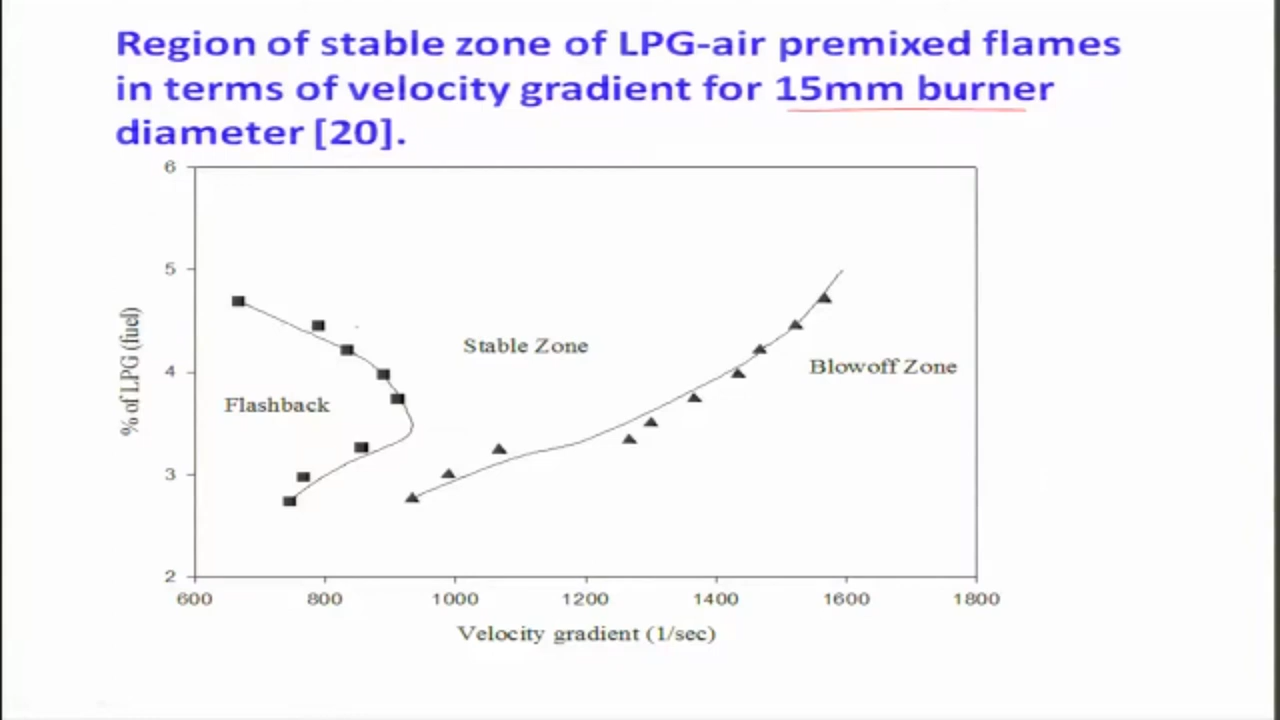 Region of stable zone of LPG-air premixed flames
in terms of velocity gradient for 15mm burner
diameter [20].
6
5
4
3
2
% of LPG (fuel)
Stable Zone
Blowoff Zone
Flashback
600 800 1000 1200 1400 1600 1800
Velocity gradient (1/sec)